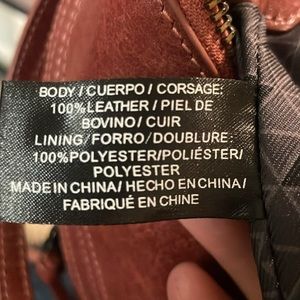 BODY / CUERPO / CORSAGE:
100%LEATHER / PIEL DE
BOVINO / CUIR
LINING / FORRO / DOUBLURE:
100%POLYESTER/POLIÉSTER/
POLYESTER
MADE IN CHINA / HECHO EN CHINA /
FABRIQUÉ EN CHINE